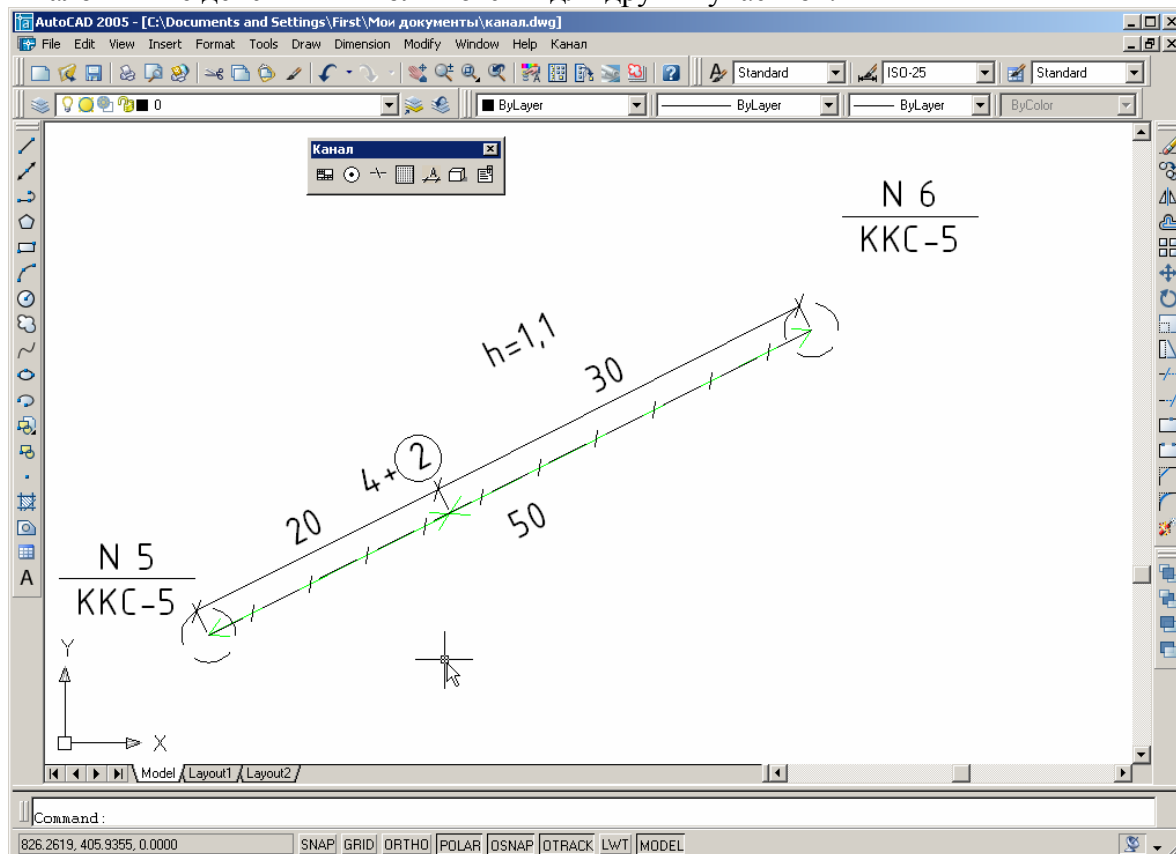 AutoCAD 2005 - [C:\Documents and Settings\First\Мои документы\канал.dwg]
File Edit View Insert Format Tools Draw Dimension Modify Window Help Канал
Standard ISO-25 Standard
0 ByLayer ByLayer ByLayer ByColor
Канал
N 6
ККС-5
h=1,1
30
4+2
20
50
N 5
ККС-5
Y
X
Model Layout1 Layout2
Command:
826.2619, 405.9355, 0.0000 SNAP GRID ORTHO POLAR OSNAP OTRACK LWT MODEL